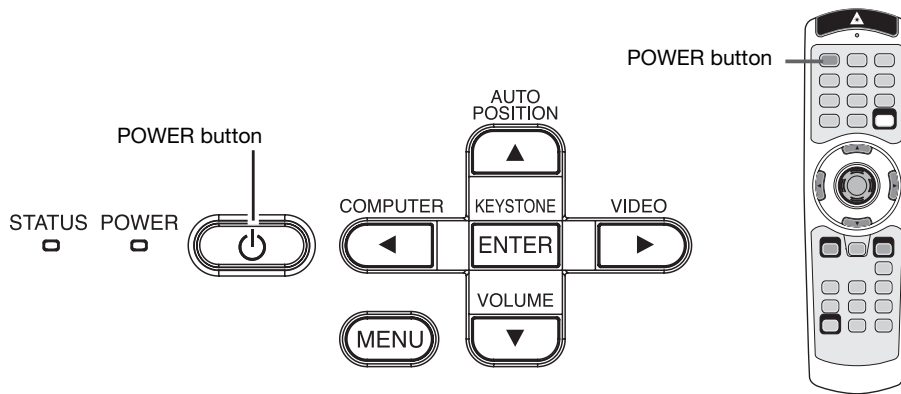 POWER button
AUTO
POSITION
POWER button
COMPUTER
KEYSTONE
VIDEO
STATUS
POWER
ENTER
VOLUME
MENU